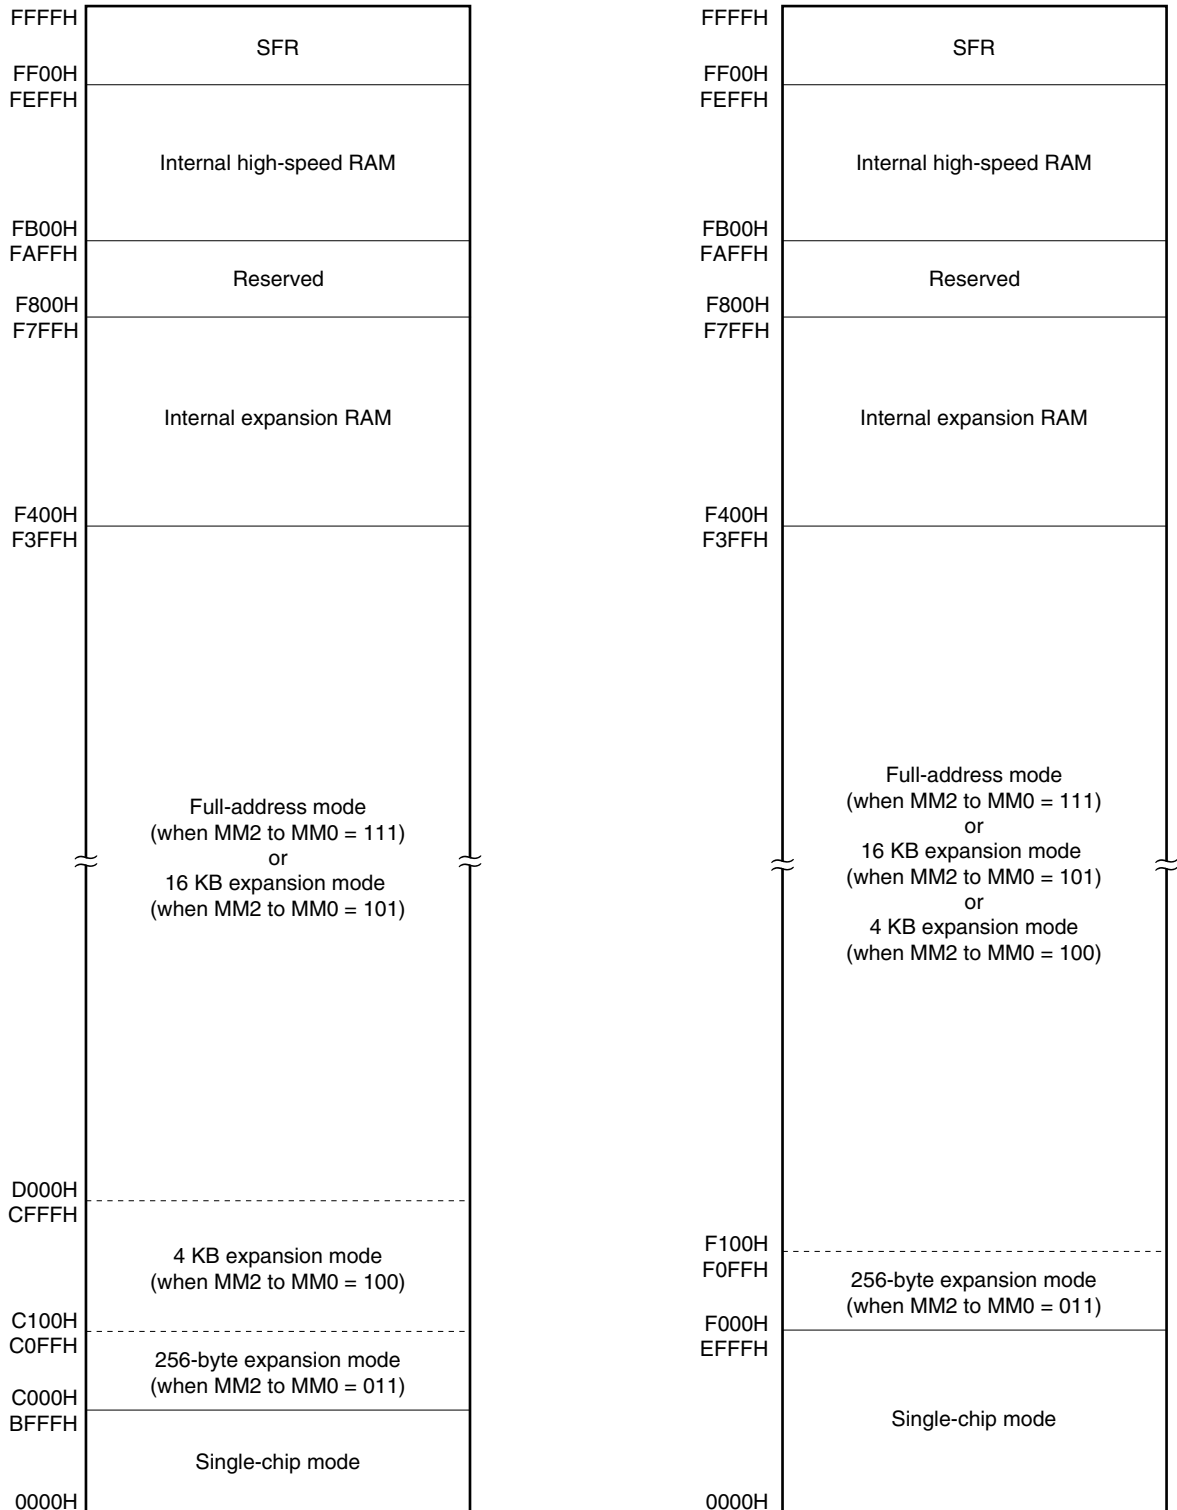 FFFFH
SFR
FF00H
FEFFH
Internal high-speed RAM
FB00H
FAFFH
Reserved
F800H
F7FFH
Internal expansion RAM
F400H
F3FFH
Full-address mode
(when MM2 to MM0 = 111)
or
16 KB expansion mode
(when MM2 to MM0 = 101)
D000H
CFFFH
4 KB expansion mode
(when MM2 to MM0 = 100)
C100H
C0FFH
256-byte expansion mode
(when MM2 to MM0 = 011)
C000H
BFFFH
Single-chip mode
0000H
FFFFH
SFR
FF00H
FEFFH
Internal high-speed RAM
FB00H
FAFFH
Reserved
F800H
F7FFH
Internal expansion RAM
F400H
F3FFH
Full-address mode
(when MM2 to MM0 = 111)
or
16 KB expansion mode
(when MM2 to MM0 = 101)
or
4 KB expansion mode
(when MM2 to MM0 = 100)
F100H
F0FFH
256-byte expansion mode
(when MM2 to MM0 = 011)
F000H
EFFFH
Single-chip mode
0000H